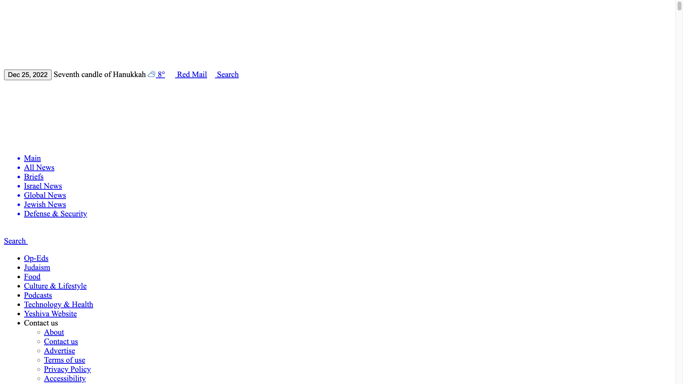 Dec 25, 2022 Seventh candle of Hanukkah 8° Red Mail Search
Main
All News
Briefs
Israel News
Global News
Jewish News
Defense & Security
Search
Op-Eds
Judaism
Food
Culture & Lifestyle
Podcasts
Technology & Health
Yeshiva Website
Contact us
About
Contact us
Advertise
Terms of use
Privacy Policy
Accessibility